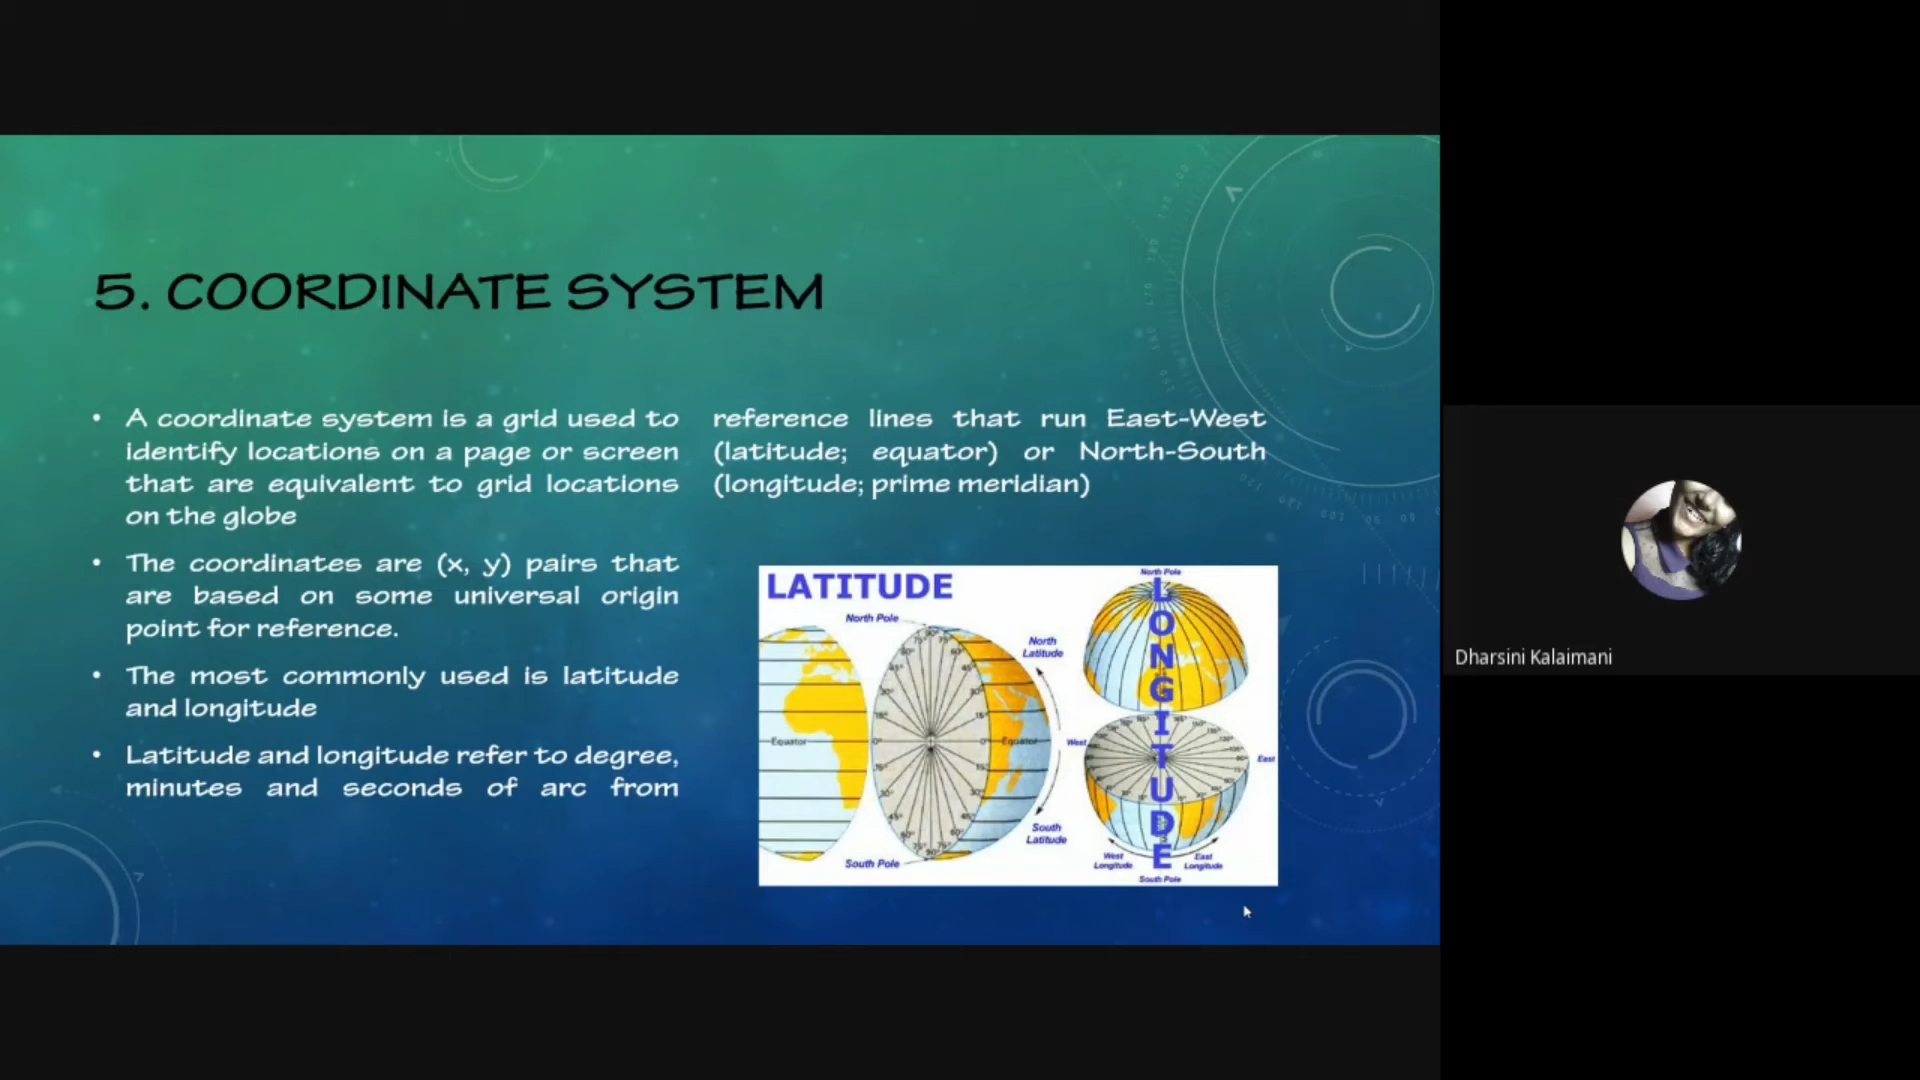 5. COORDINATE SYSTEM
• A coordinate system is a grid used to
identify locations on a page or screen
that are equivalent to grid locations
on the globe
• The coordinates are (x, y) pairs that
are based on some universal origin
point for reference.
• The most commonly used is latitude
and longitude
• Latitude and longitude refer to degree,
minutes and seconds of arc from
reference lines that run East-West
(latitude; equator) or North-South
(longitude; prime meridian)
LATITUDE
North Pole
North
Latitude
Equator
Equator
South
Latitude
South Pole
North Pole
LONGITUDE
West
East
West
Longitude
East
Longitude
South Pole
Dharsini Kalaimani